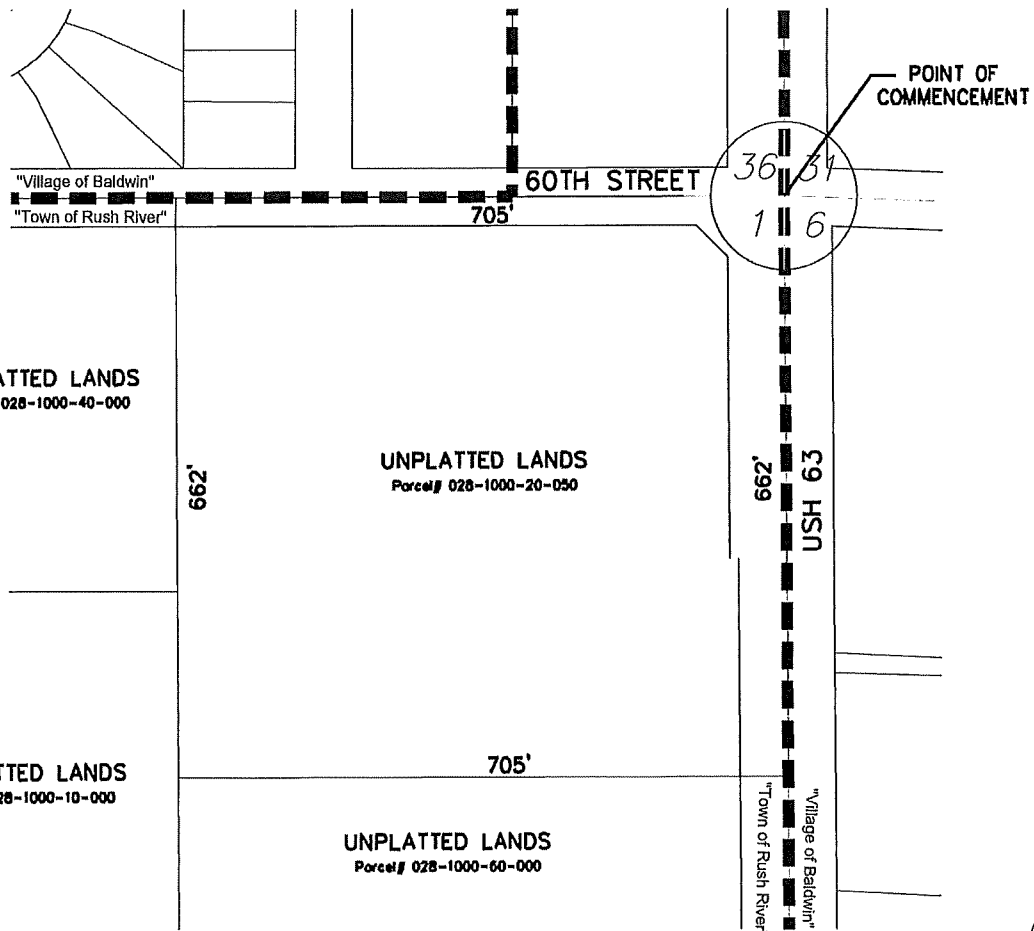 POINT OF
COMMENCEMENT
36 31
"Village of Baldwin"
60TH STREET
"Town of Rush River"
705'
1 6
ATTED LANDS
028-1000-40-000
UNPLATTED LANDS
Parcel# 028-1000-20-050
662'
662'
USH 63
705'
TTED LANDS
28-1000-10-000
UNPLATTED LANDS
Parcel# 028-1000-60-000
"Town of Rush River
"Village of Baldwin"